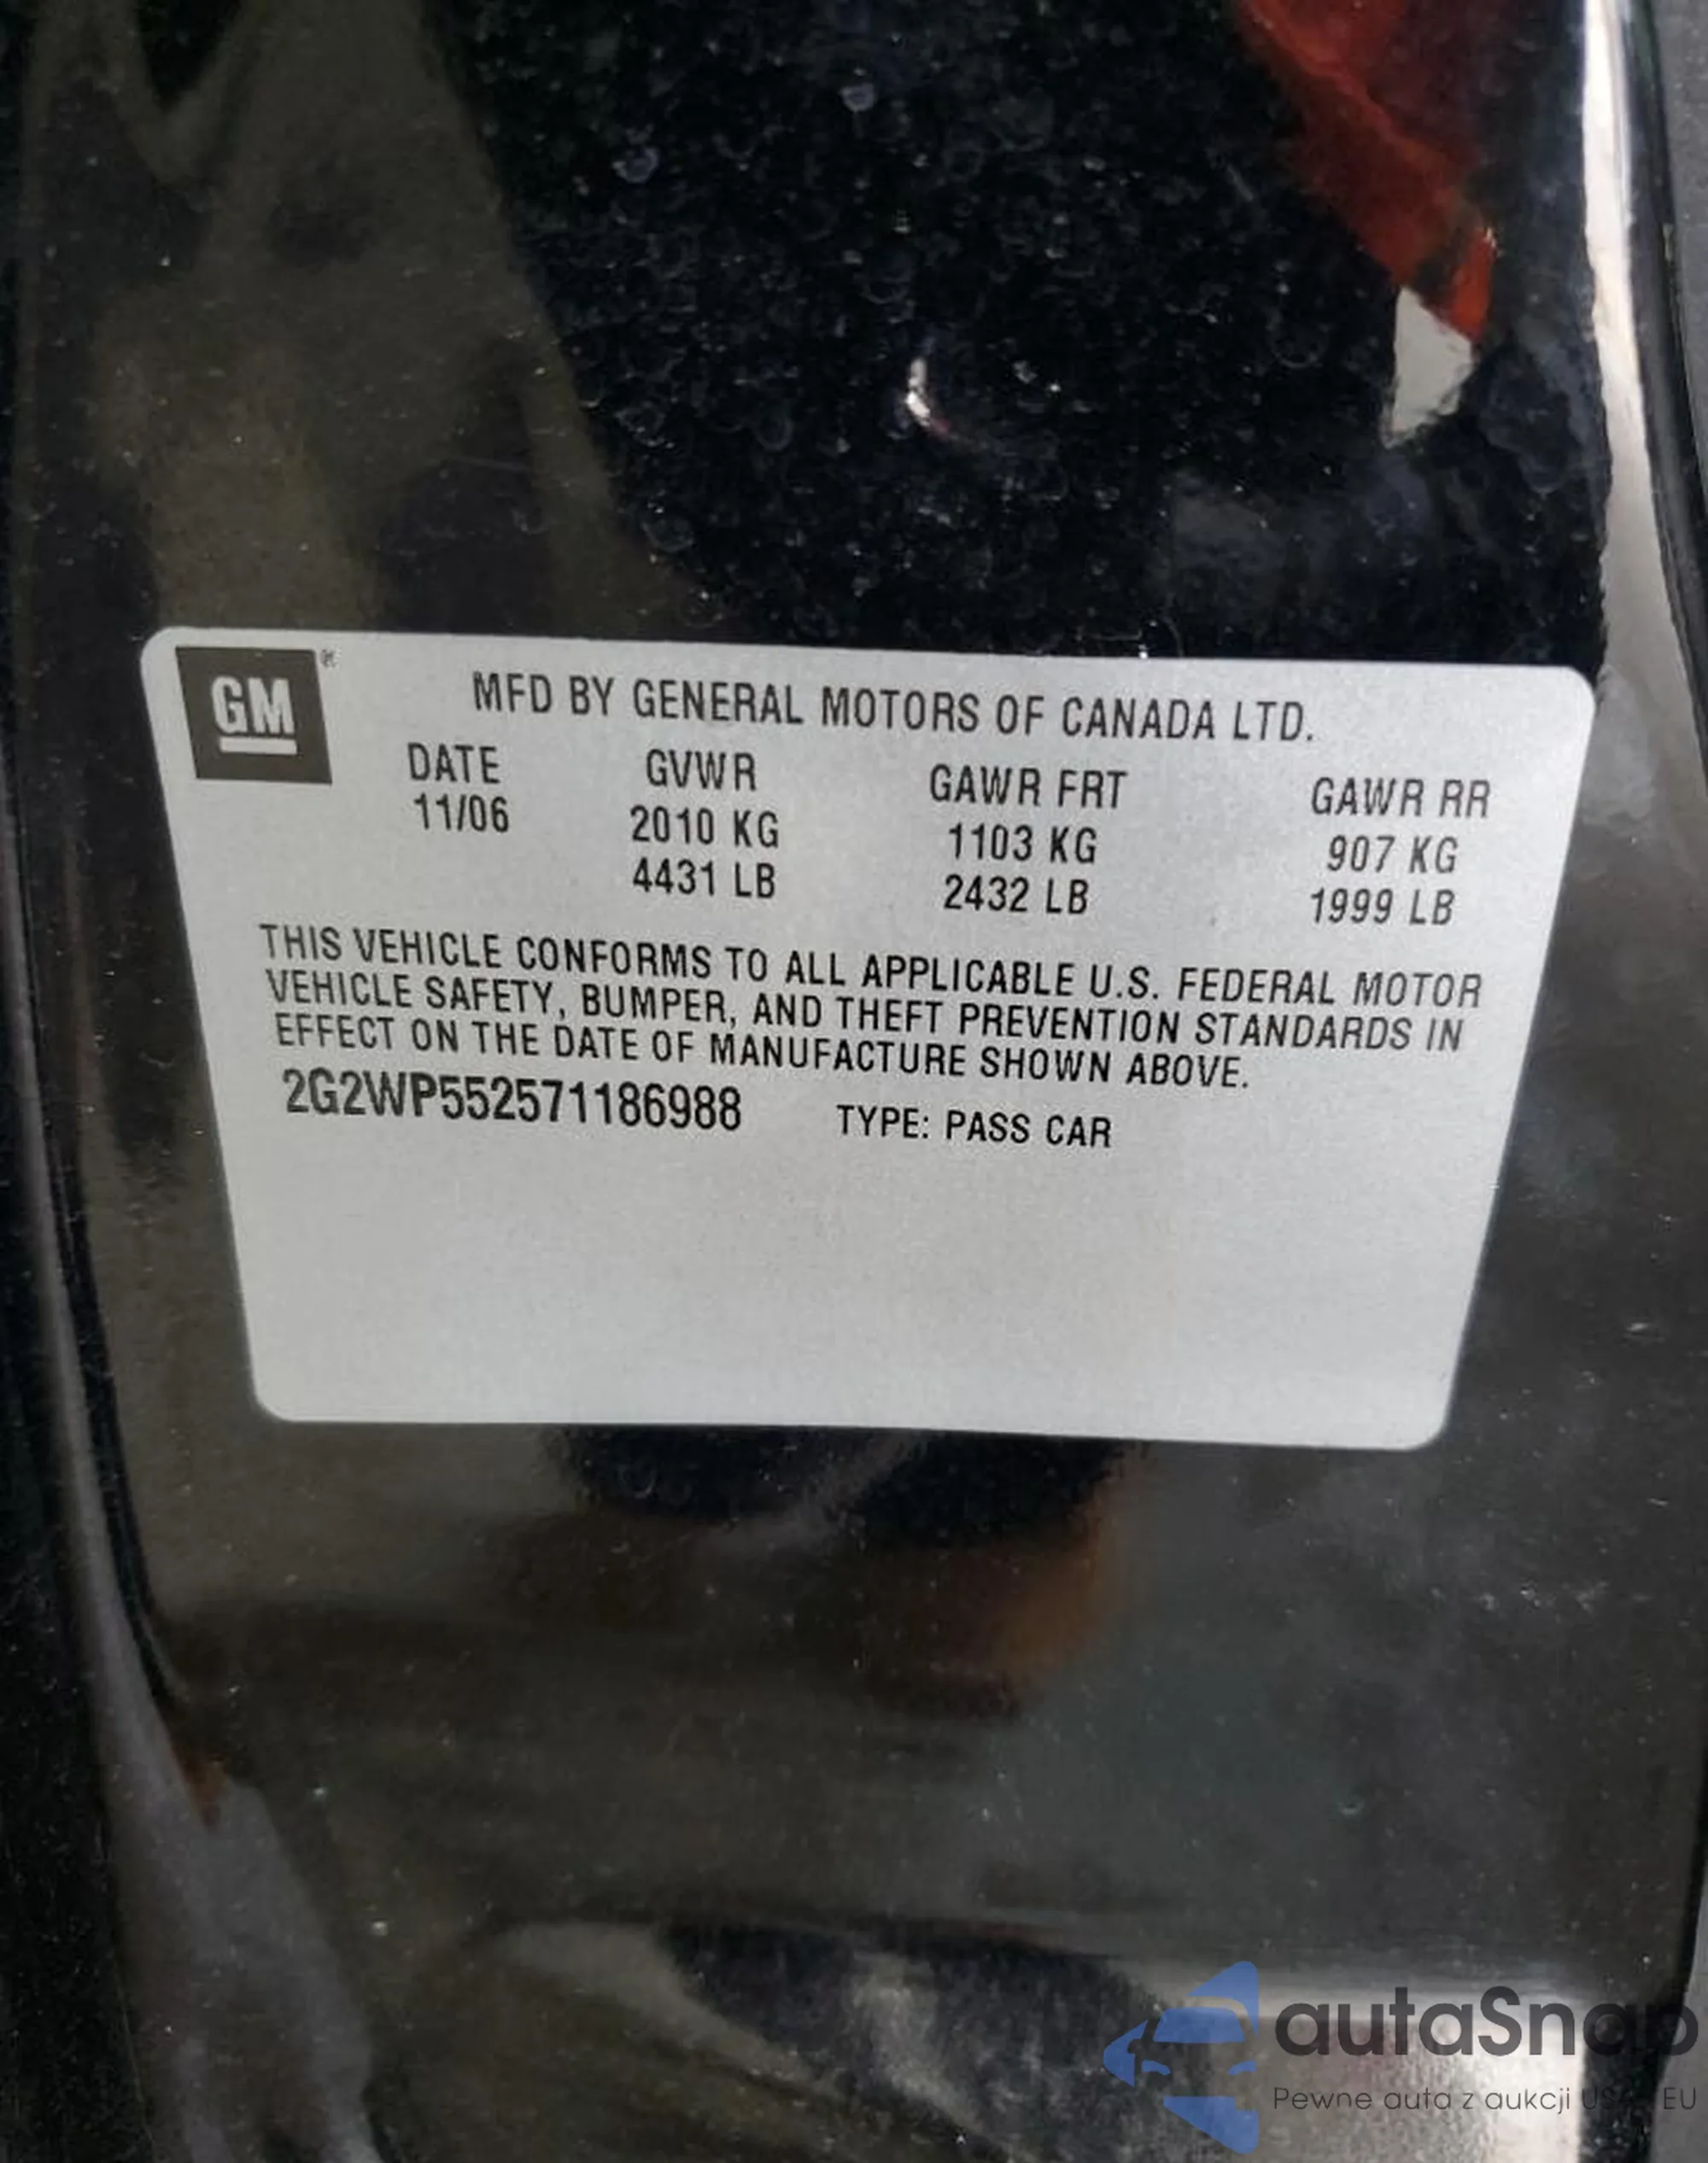 GM®
MFD BY GENERAL MOTORS OF CANADA LTD.
DATE GVWR GAWR FRT GAWR RR
11/06 2010 KG 1103 KG 907 KG
4431 LB 2432 LB 1999 LB
THIS VEHICLE CONFORMS TO ALL APPLICABLE U.S. FEDERAL MOTOR
VEHICLE SAFETY, BUMPER, AND THEFT PREVENTION STANDARDS IN
EFFECT ON THE DATE OF MANUFACTURE SHOWN ABOVE.
2G2WP552571186988 TYPE: PASS CAR
autaSnap
Pewne auta z aukcji EU